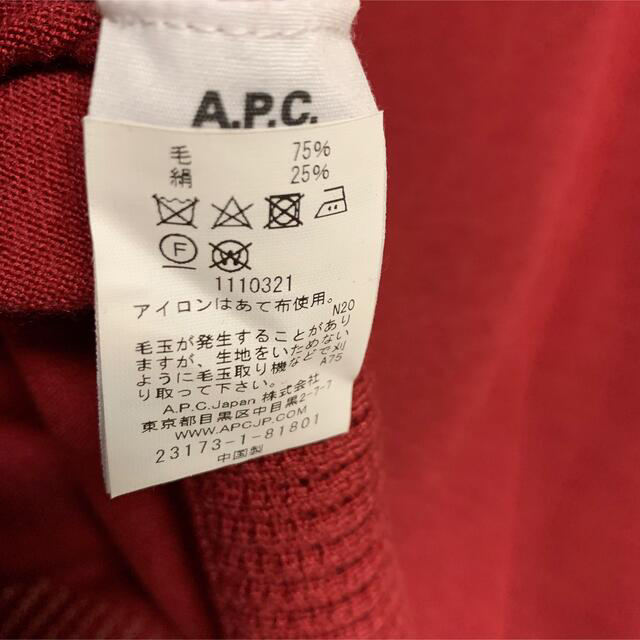 A.P.C.
毛 75%
絹 25%
F W
1110321
アイロンはあて布使用。
N20
毛玉が発生することがあり
ますが、生地をいためない
ように毛玉取り機などで刈
り取って下さい。 A75
A.P.C.Japan 株式会社
東京都目黒区中目黒2-7-7
WWW.APCJP.COM
23173-1-81801
中国製